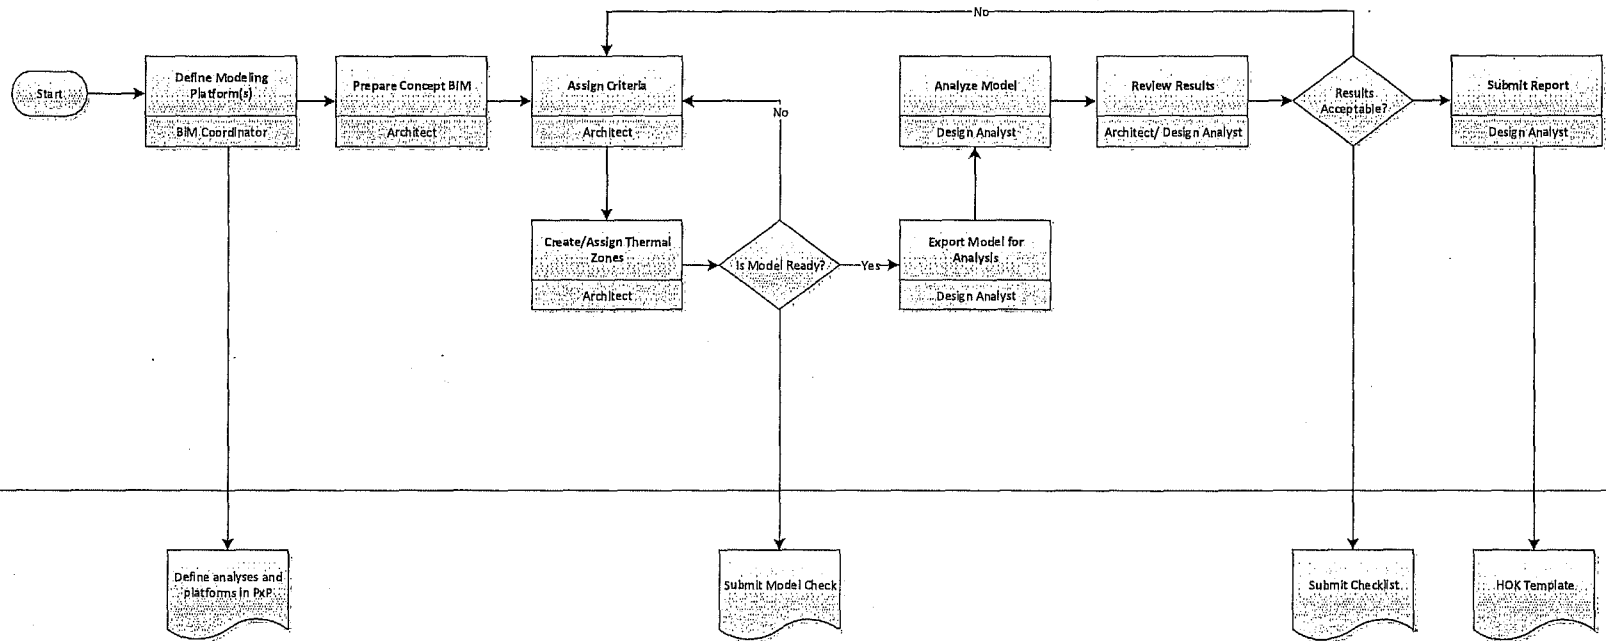 No
Start
Define Modeling
Platform(s)
BIM Coordinator
Prepare Concept BIM
Architect
Assign Criteria
Architect
No
Analyze Model
Design Analyst
Review Results
Architect/ Design Analyst
Results
Acceptable?
Submit Report
Design Analyst
Create/Assign Thermal
Zones
Architect
Is Model Ready?
Yes
Export Model for
Analysis
Design Analyst
Define analyses and
platforms in PxP
Submit Model Check
Submit Checklist
HOK Template